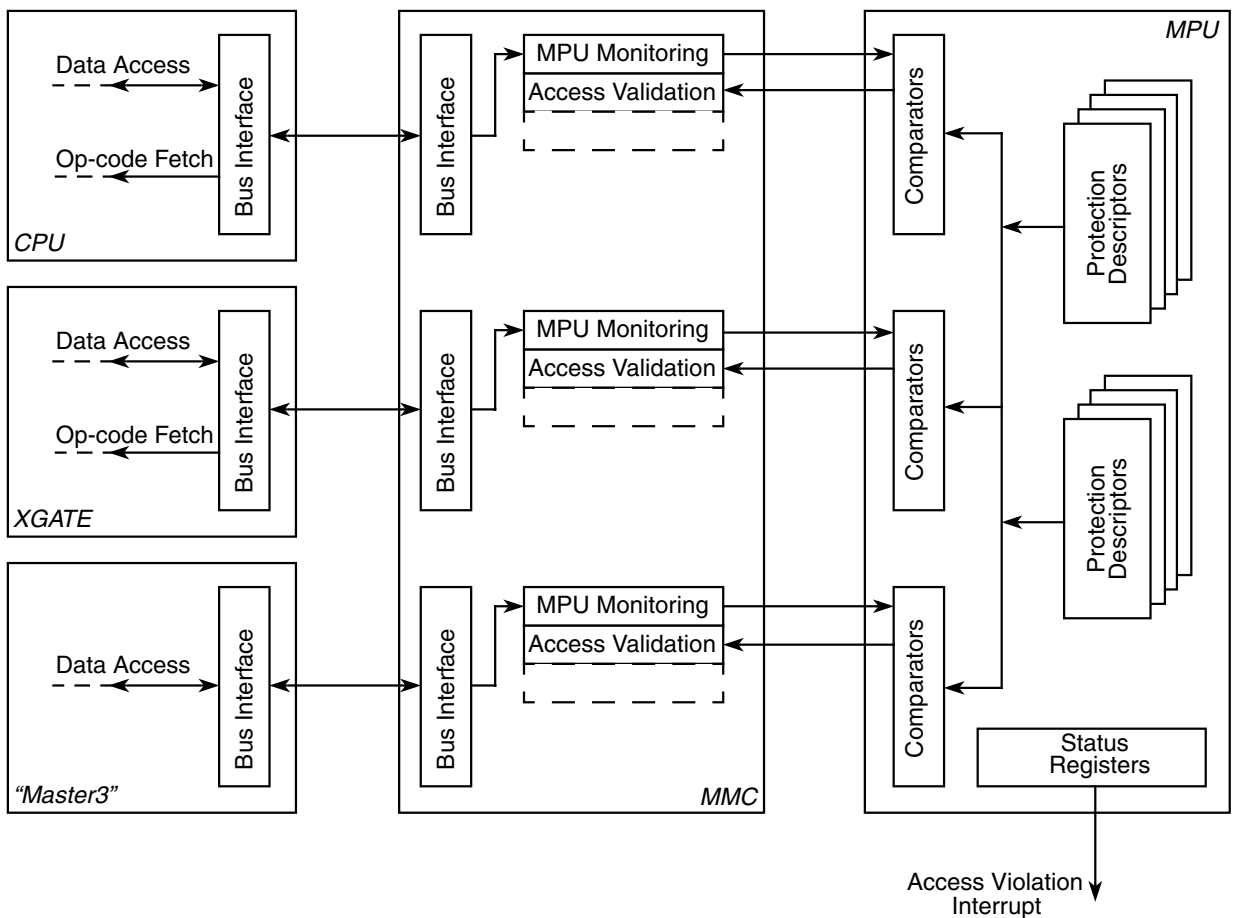 MPU
Data Access
Bus Interface
Op-code Fetch
CPU
Bus Interface
MPU Monitoring
Access Validation
Comparators
Protection
Descriptors
Data Access
Bus Interface
Op-code Fetch
XGATE
Bus Interface
MPU Monitoring
Access Validation
Comparators
Protection
Descriptors
Data Access
Bus Interface
“Master3”
Bus Interface
MPU Monitoring
Access Validation
MMC
Comparators
Status
Registers
Access Violation
Interrupt